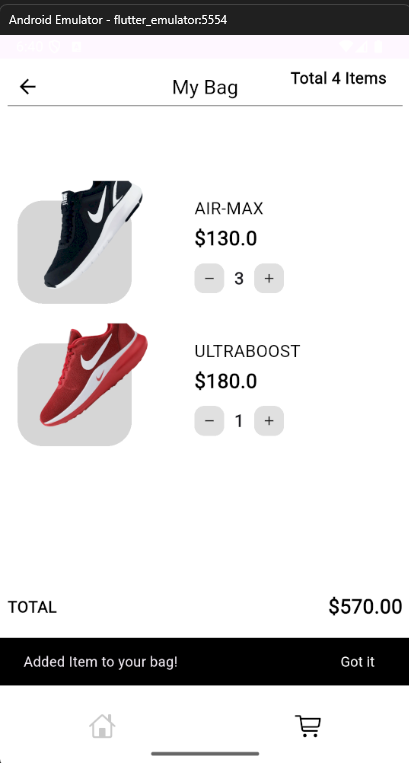 Android Emulator - flutter_emulator:5554
My Bag
Total 4 Items
AIR-MAX
$130.0
− 3 +
ULTRABOOST
$180.0
− 1 +
TOTAL
$570.00
Added Item to your bag!
Got it